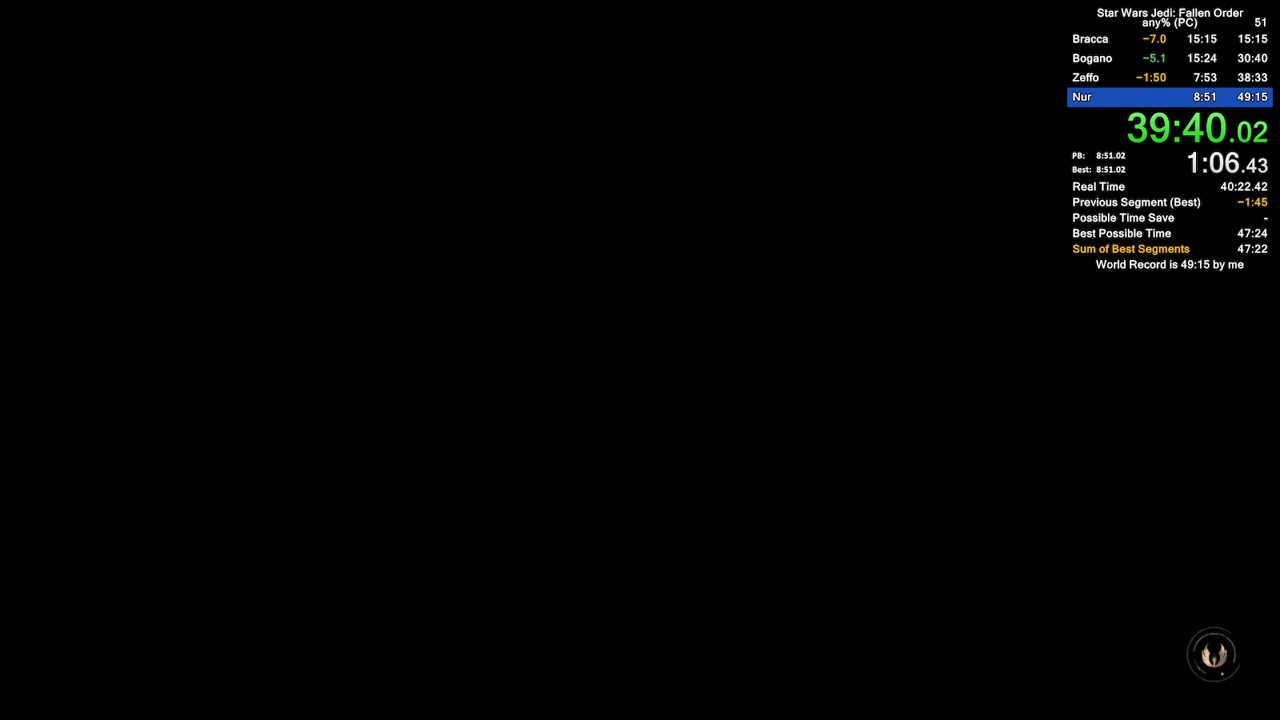 Star Wars Jedi: Fallen Order
any% (PC) 51
Bracca −7.0 15:15 15:15
Bogano −5.1 15:24 30:40
Zeffo −1:50 7:53 38:33
Nur 8:51 49:15
39:40.02
PB: 8:51.02
Best: 8:51.02
1:06.43
Real Time 40:22.42
Previous Segment (Best) −1:45
Possible Time Save -
Best Possible Time 47:24
Sum of Best Segments 47:22
World Record is 49:15 by me